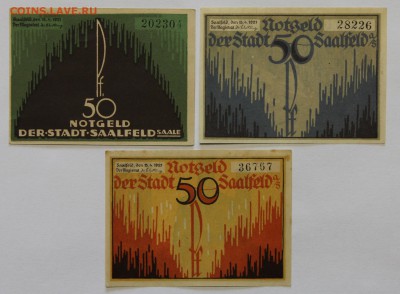 COINS.LAVE.RU
20230
Pf.
50
NOTGELD
DER·STADT·SAALFELD SAALE
28226
Notgeld
der Stadt 50 Saalfeld a/S
Pf
36757
Notgeld
der Stadt 50 Saalfeld a/S
Pf